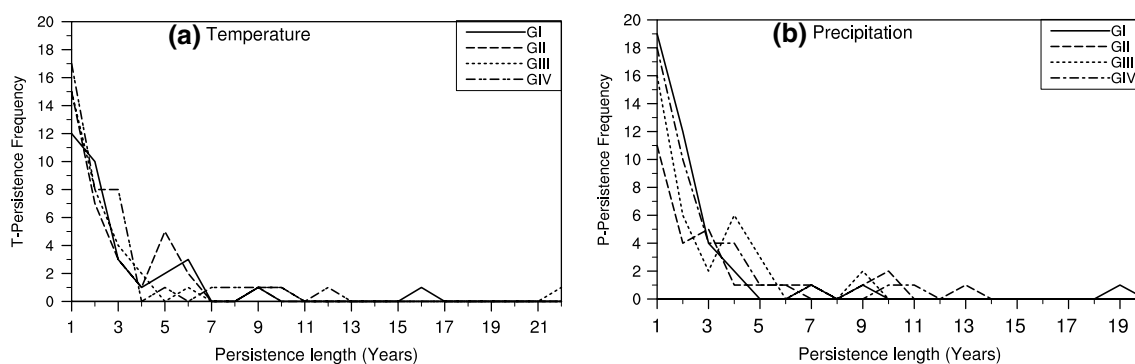 (a) Temperature
GI
GII
GIII
GIV
20
18
16
14
12
10
8
6
4
2
0
T-Persistence Frequency
1 3 5 7 9 11 13 15 17 19 21
Persistence length (Years)
(b) Precipitation
GI
GII
GIII
GIV
20
18
16
14
12
10
8
6
4
2
0
P-Persistence Frequency
1 3 5 7 9 11 13 15 17 19
Persistence length (Years)